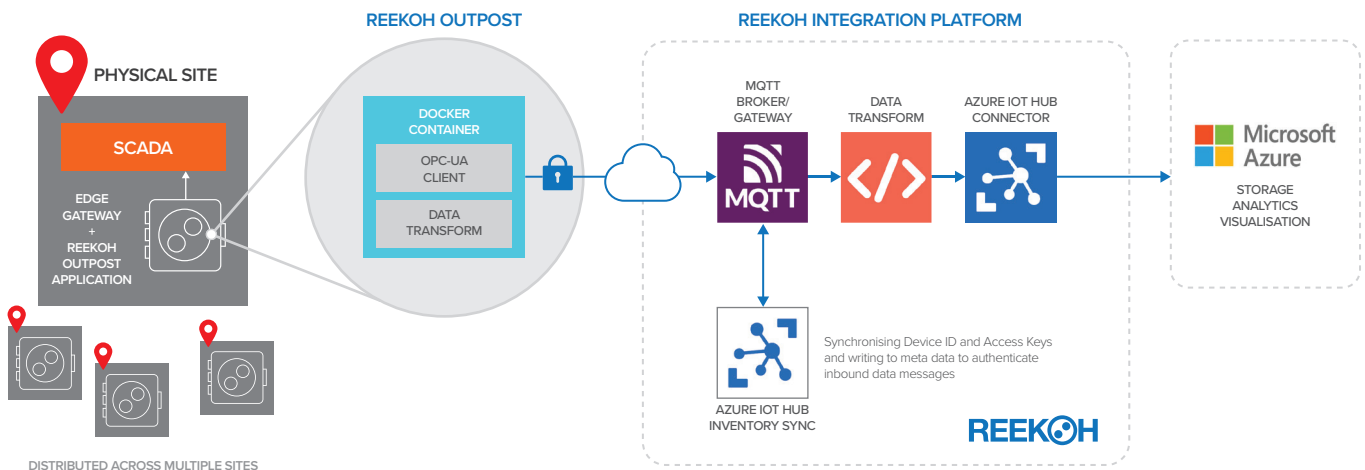 REEKOH OUTPOST
REEKOH INTEGRATION PLATFORM
PHYSICAL SITE
SCADA
EDGE
GATEWAY
+
REEKOH
OUTPOST
APPLICATION
DOCKER
CONTAINER
OPC-UA
CLIENT
DATA
TRANSFORM
MQTT
BROKER/
GATEWAY
MQTT
DATA
TRANSFORM
</>
AZURE IOT HUB
CONNECTOR
Microsoft
Azure
STORAGE
ANALYTICS
VISUALISATION
AZURE IOT HUB
INVENTORY SYNC
Synchronising Device ID and Access Keys
and writing to meta data to authenticate
inbound data messages
REEKOH
DISTRIBUTED ACROSS MULTIPLE SITES